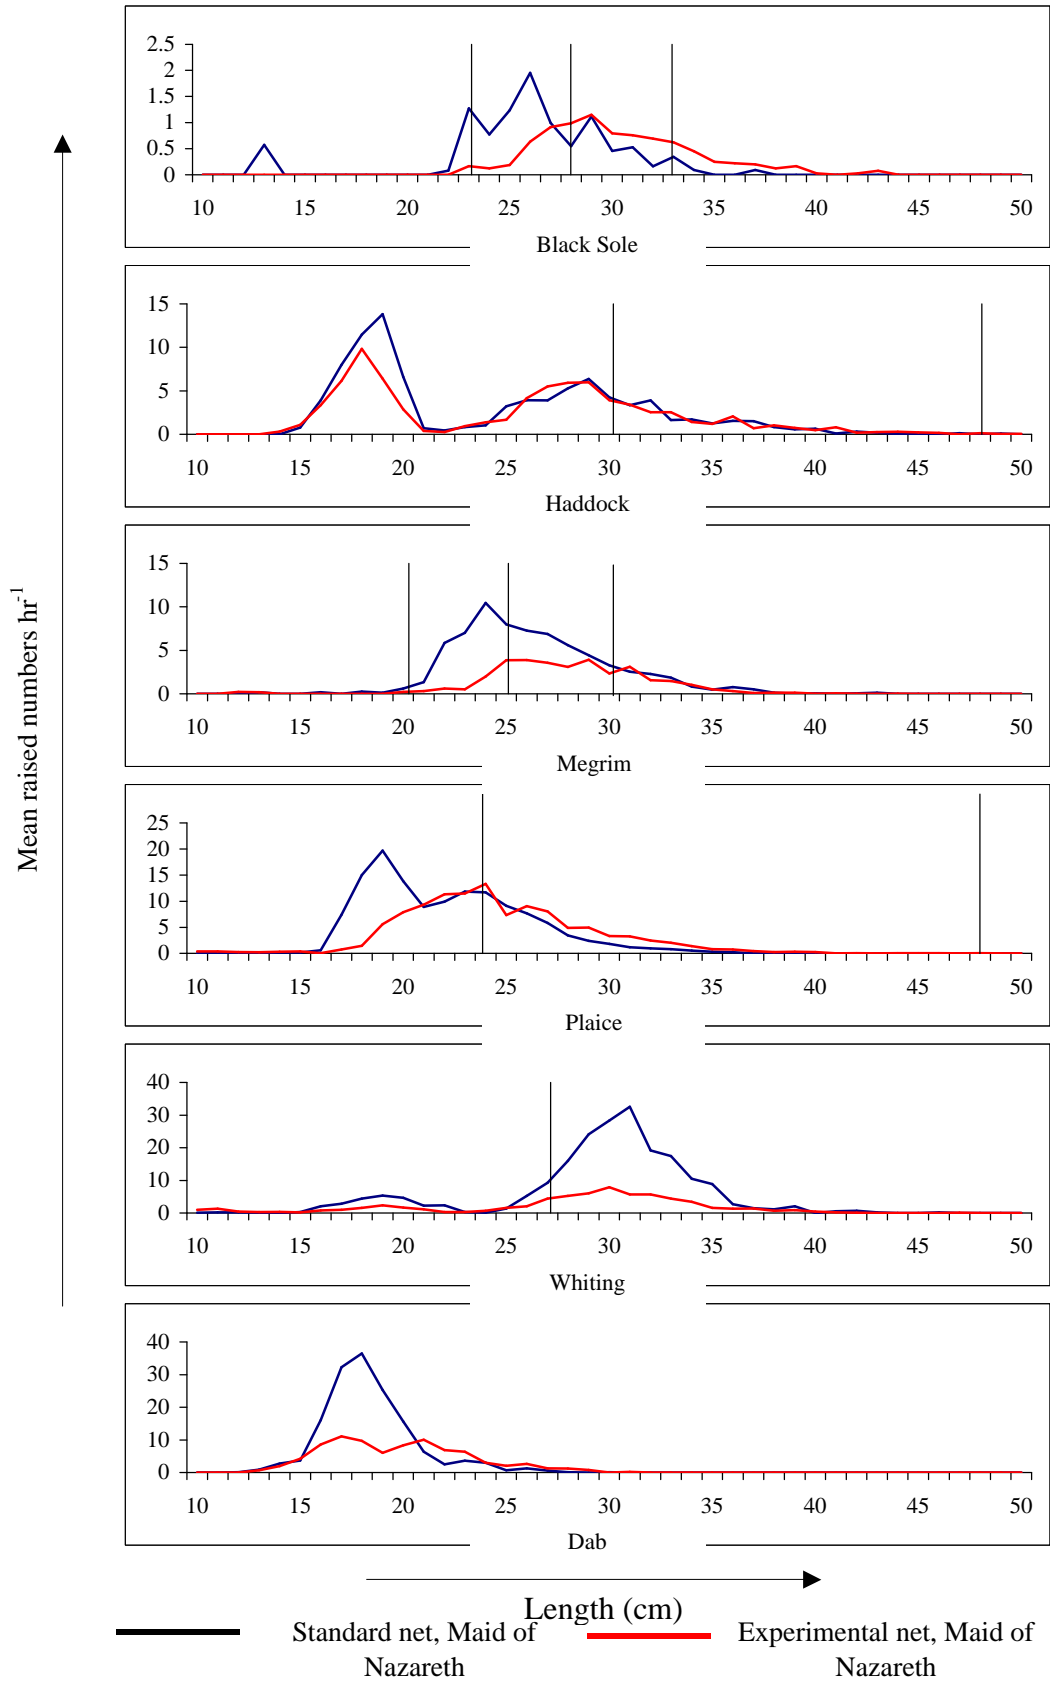 2.5
2
1.5
1
0.5
0
10 15 20 25 30 35 40 45 50
Black Sole
15
10
5
0
10 15 20 25 30 35 40 45 50
Haddock
15
10
5
0
10 15 20 25 30 35 40 45 50
Megrim
Mean raised numbers hr⁻¹
25
20
15
10
5
0
10 15 20 25 30 35 40 45 50
Plaice
40
30
20
10
0
10 15 20 25 30 35 40 45 50
Whiting
40
30
20
10
0
10 15 20 25 30 35 40 45 50
Dab
Length (cm)
Standard net, Maid of
Nazareth
Experimental net, Maid of
Nazareth